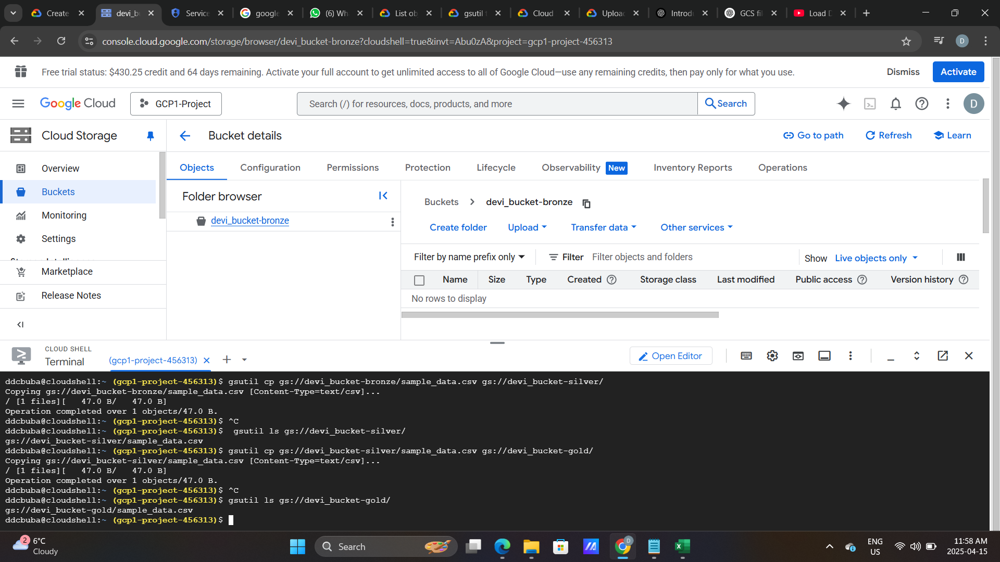 Create
devi_b
Service
google
(6) Wh
List ob
gsutil
Cloud
Upload
Introdu
GCS fil
Load D
console.cloud.google.com/storage/browser/devi_bucket-bronze?cloudshell=true&invt=Abu0zA&project=gcp1-project-456313
D
Free trial status: $430.25 credit and 64 days remaining. Activate your full account to get unlimited access to all of Google Cloud—use any remaining credits, then pay only for what you use.
Dismiss
Activate
Google Cloud
GCP1-Project
Search (/) for resources, docs, products, and more
Search
D
Cloud Storage
Bucket details
Go to path
Refresh
Learn
Overview
Buckets
Monitoring
Settings
Marketplace
Release Notes
Objects
Configuration
Permissions
Protection
Lifecycle
Observability New
Inventory Reports
Operations
Folder browser
devi_bucket-bronze
Buckets > devi_bucket-bronze
Create folder
Upload
Transfer data
Other services
Filter by name prefix only
Filter
Filter objects and folders
Show Live objects only
Name
Size
Type
Created
Storage class
Last modified
Public access
Version history
No rows to display
CLOUD SHELL
Terminal
(gcp1-project-456313)
Open Editor
ddcbuba@cloudshell:~ (gcp1-project-456313)$ gsutil cp gs://devi_bucket-bronze/sample_data.csv gs://devi_bucket-silver/
Copying gs://devi_bucket-bronze/sample_data.csv [Content-Type=text/csv]...
/ [1 files][   47.0 B/   47.0 B]
Operation completed over 1 objects/47.0 B.
ddcbuba@cloudshell:~ (gcp1-project-456313)$ ^C
ddcbuba@cloudshell:~ (gcp1-project-456313)$  gsutil ls gs://devi_bucket-silver/
gs://devi_bucket-silver/sample_data.csv
ddcbuba@cloudshell:~ (gcp1-project-456313)$ gsutil cp gs://devi_bucket-silver/sample_data.csv gs://devi_bucket-gold/
Copying gs://devi_bucket-silver/sample_data.csv [Content-Type=text/csv]...
/ [1 files][   47.0 B/   47.0 B]
Operation completed over 1 objects/47.0 B.
ddcbuba@cloudshell:~ (gcp1-project-456313)$ ^C
ddcbuba@cloudshell:~ (gcp1-project-456313)$ gsutil ls gs://devi_bucket-gold/
gs://devi_bucket-gold/sample_data.csv
ddcbuba@cloudshell:~ (gcp1-project-456313)$
2
6°C
Cloudy
Search
D
ENG
US
11:58 AM
2025-04-15